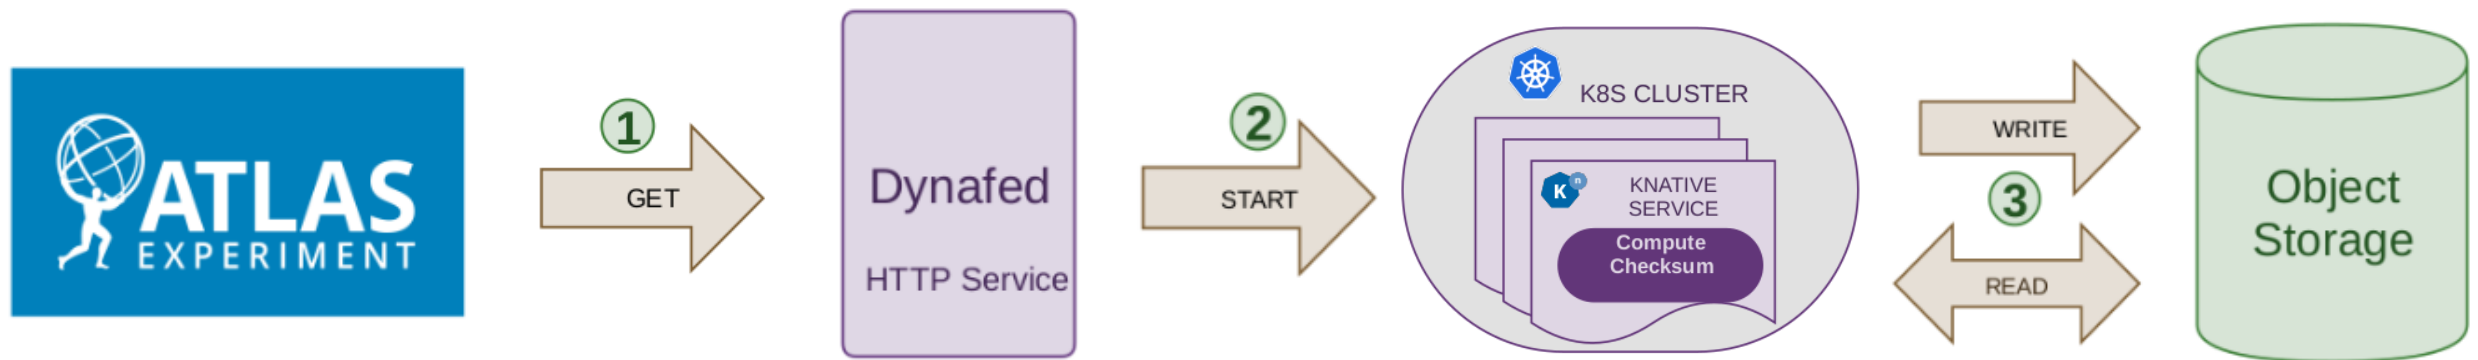 ATLAS
EXPERIMENT
1
GET
Dynafed
HTTP Service
2
START
K8S CLUSTER
K n
KNATIVE
SERVICE
Compute
Checksum
WRITE
3
READ
Object
Storage